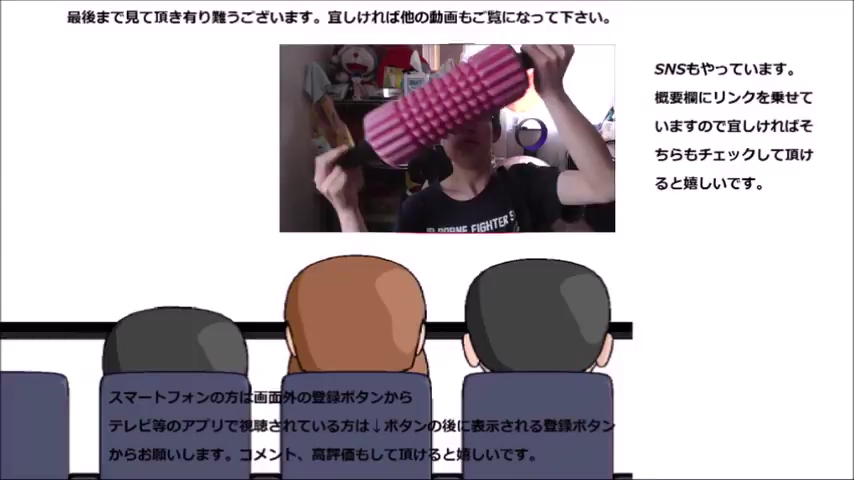 最後まで見て頂き有り難うございます。宜しければ他の動画もご覧になって下さい。
SNSもやっています。
概要欄にリンクを乗せて
いますので宜しければそ
ちらもチェックして頂け
ると嬉しいです。
FIGHTER
スマートフォンの方は画面外の登録ボタンから
テレビ等のアプリで視聴されている方は↓ボタンの後に表示される登録ボタン
からお願いします。コメント、高評価もして頂けると嬉しいです。